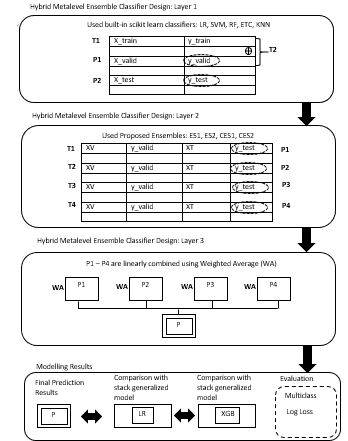 Hybrid Metalevel Ensemble Classifier Design: Layer 1
Used built-in scikit learn classifiers: LR, SVM, RF, ETC, KNN
T1 X_train y_train
T2
P1 X_valid y_valid
P2 X_test y_test
Hybrid Metalevel Ensemble Classifier Design: Layer 2
Used Proposed Ensembles: ES1, ES2, CES1, CES2
T1 XV y_valid XT y_test P1
T2 XV y_valid XT y_test P2
T3 XV y_valid XT y_test P3
T4 XV y_valid XT y_test P4
Hybrid Metalevel Ensemble Classifier Design: Layer 3
P1 – P4 are linearly combined using Weighted Average (WA)
WA P1 WA P2 WA P3 WA P4
P
Modelling Results
Final Prediction Results
Comparison with stack generalized model
Comparison with stack generalized model
Evaluation
Multiclass
Log Loss
P LR XGB